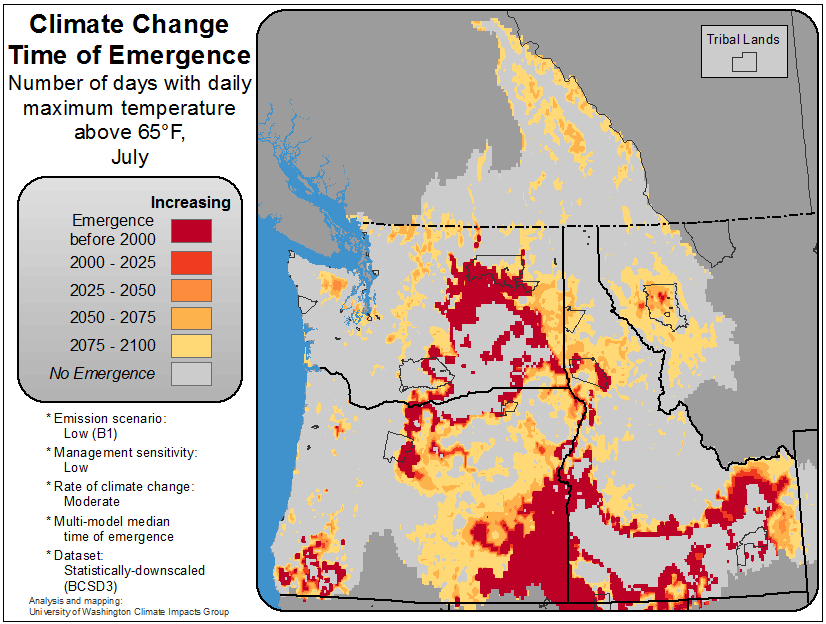 Climate Change
Time of Emergence
Number of days with daily
maximum temperature
above 65°F,
July
Increasing
Emergence
before 2000
2000 - 2025
2025 - 2050
2050 - 2075
2075 - 2100
No Emergence
* Emission scenario:
Low (B1)
* Management sensitivity:
Low
* Rate of climate change:
Moderate
* Multi-model median
time of emergence
* Dataset:
Statistically-downscaled
(BCSD3)
Analysis and mapping:
University of Washington Climate Impacts Group
Tribal Lands